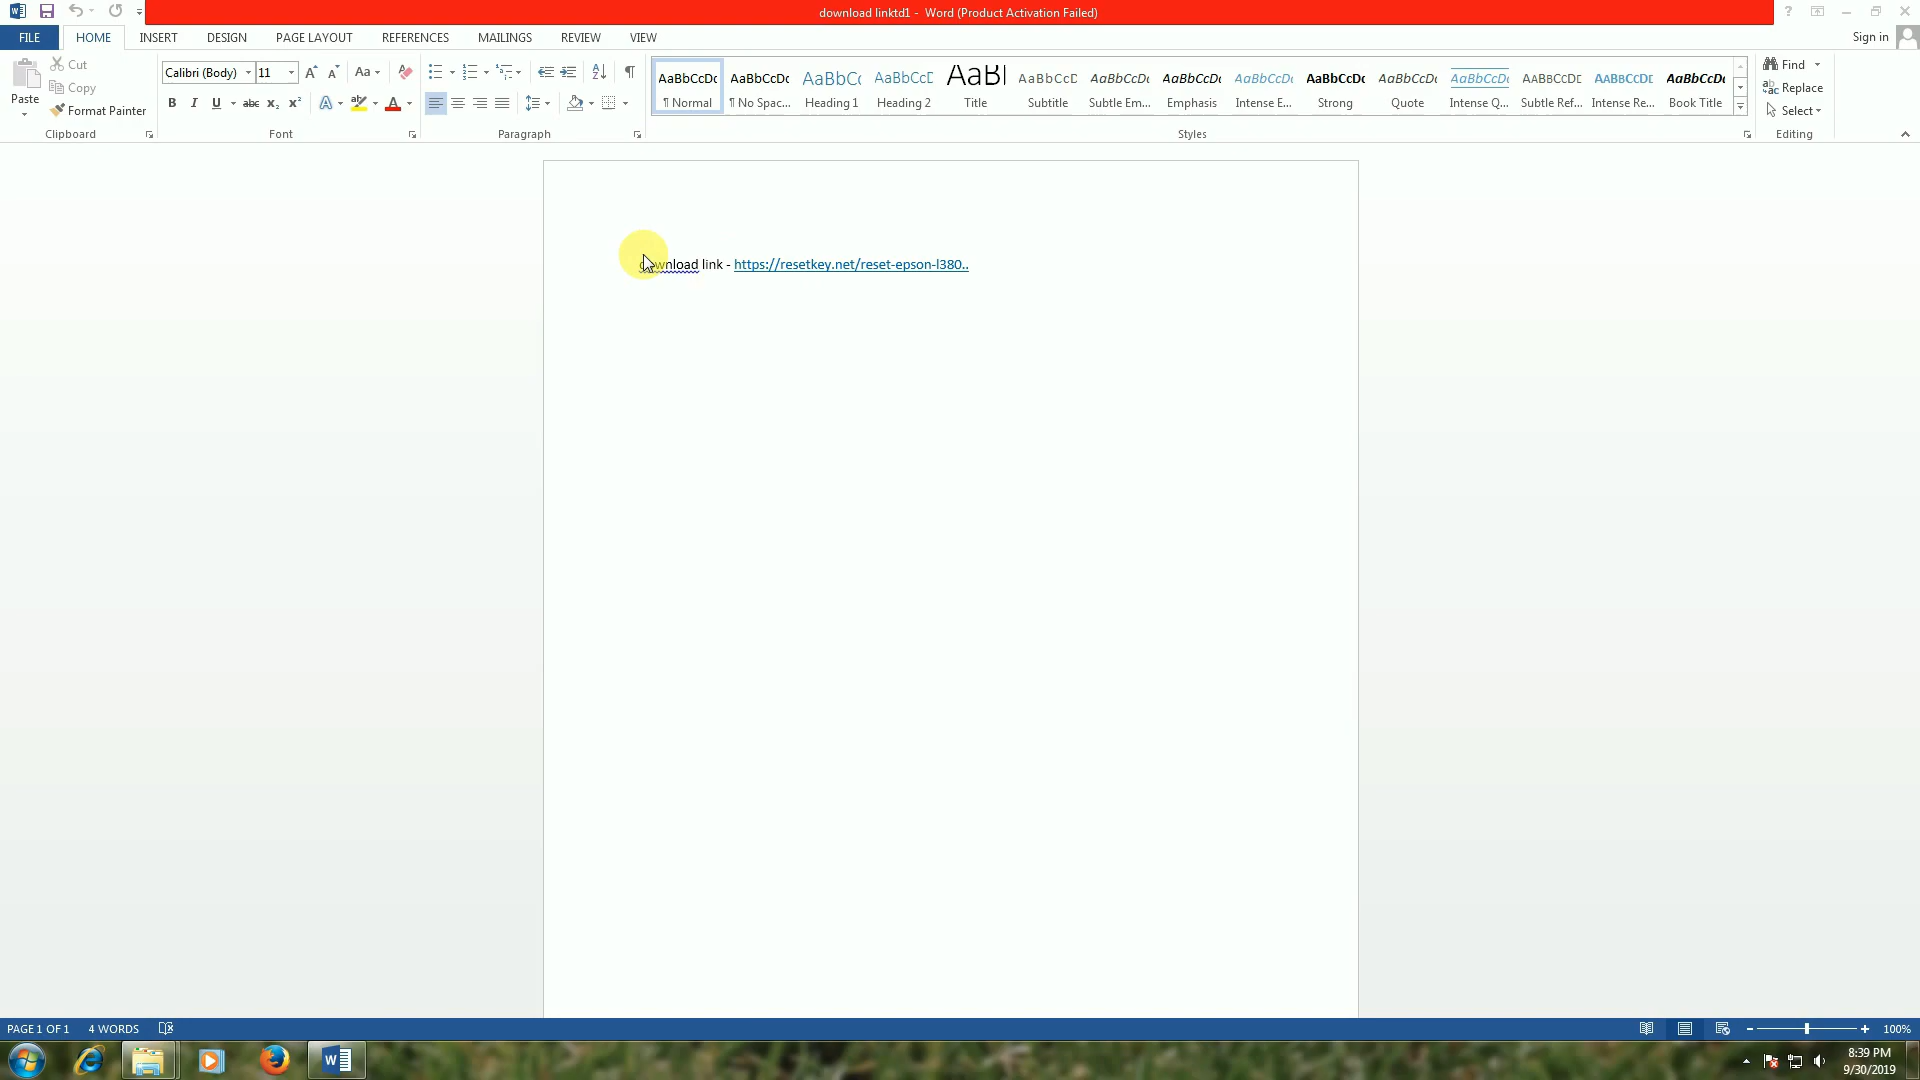 download linktd1 - Word (Product Activation Failed)
FILE HOME INSERT DESIGN PAGE LAYOUT REFERENCES MAILINGS REVIEW VIEW Sign in
Cut
Copy
Format Painter
Paste
Clipboard
Calibri (Body) 11
Font
Paragraph
AaBbCcDc AaBbCcDc AaBbC AaBbCcD AaBl AaBbCcD AaBbCcDc AaBbCcDc AaBbCcDc AaBbCcDc AaBbCcDc AaBbCcDc AABBCCDE AABBCCDE AaBbCcDc
¶ Normal ¶ No Spac... Heading 1 Heading 2 Title Subtitle Subtle Em... Emphasis Intense E... Strong Quote Intense Q... Subtle Ref... Intense Re... Book Title
Styles
Find
Replace
Select
Editing
download link - https://resetkey.net/reset-epson-l380..
PAGE 1 OF 1 4 WORDS 100%
8:39 PM
9/30/2019